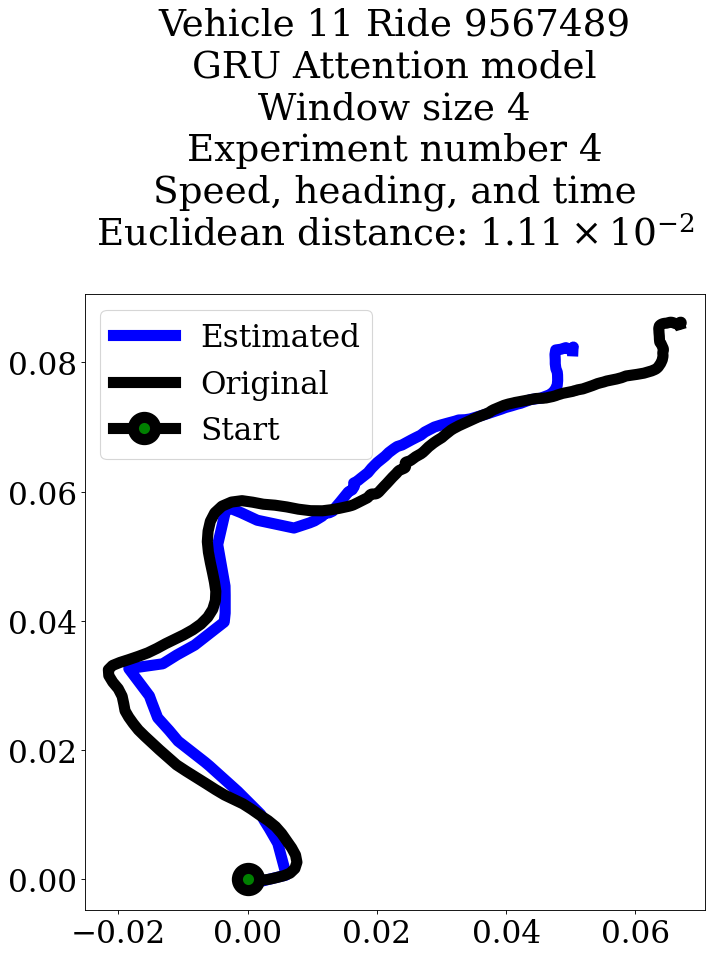 Vehicle 11 Ride 9567489
GRU Attention model
Window size 4
Experiment number 4
Speed, heading, and time
Euclidean distance: 1.11 × 10⁻²
Estimated
Original
Start
0.08
0.06
0.04
0.02
0.00
−0.02 0.00 0.02 0.04 0.06